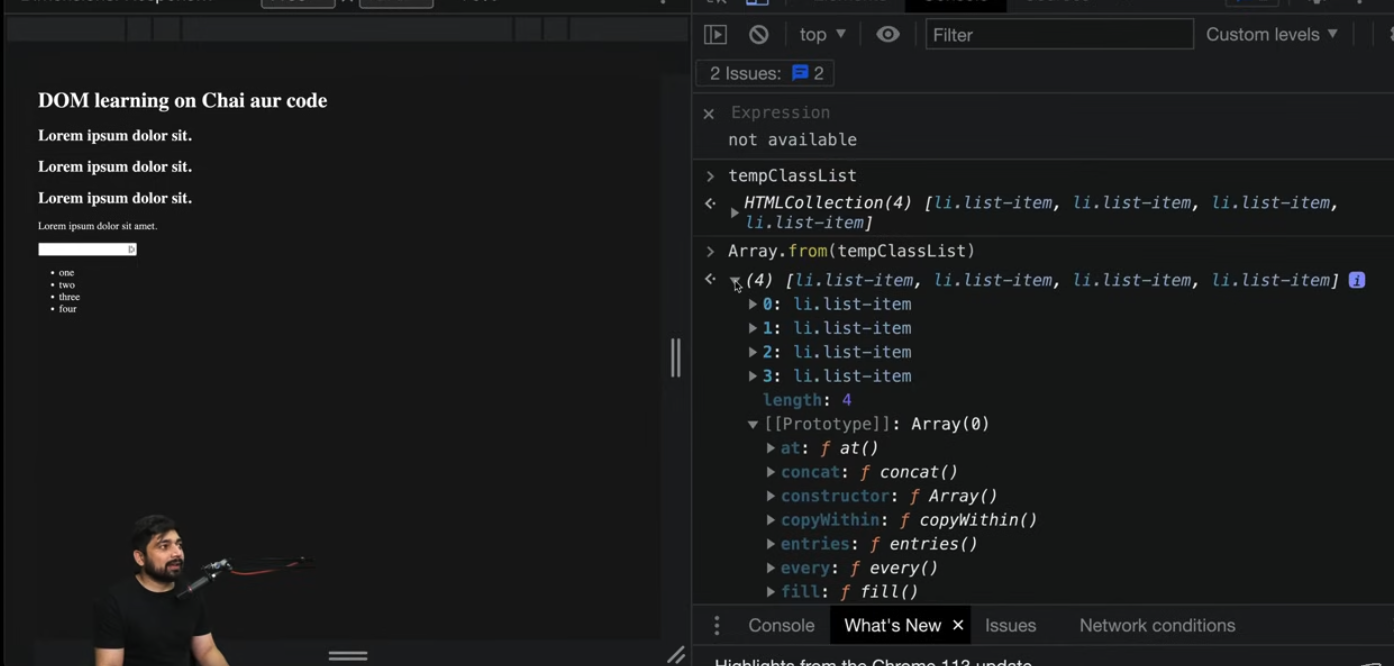 DOM learning on Chai aur code
Lorem ipsum dolor sit.
Lorem ipsum dolor sit.
Lorem ipsum dolor sit.
Lorem ipsum dolor sit amet.
• one
• two
• three
• four
top ▼
Filter
Custom levels ▼
2 Issues: 2
× Expression
not available
> tempClassList
HTMLCollection(4) [li.list-item, li.list-item, li.list-item,
li.list-item]
> Array.from(tempClassList)
(4) [li.list-item, li.list-item, li.list-item, li.list-item] i
0: li.list-item
1: li.list-item
2: li.list-item
3: li.list-item
length: 4
[[Prototype]]: Array(0)
at: ƒ at()
concat: ƒ concat()
constructor: ƒ Array()
copyWithin: ƒ copyWithin()
entries: ƒ entries()
every: ƒ every()
fill: ƒ fill()
Console What's New × Issues Network conditions
Highlights from the Chrome 113 update